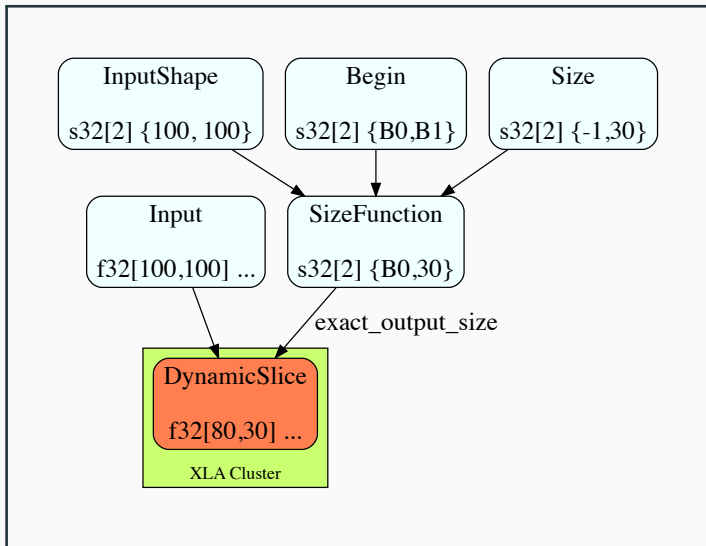 InputShape
s32[2] {100, 100}
Begin
s32[2] {B0,B1}
Size
s32[2] {-1,30}
Input
f32[100,100] ...
SizeFunction
s32[2] {B0,30}
exact_output_size
DynamicSlice
f32[80,30] ...
XLA Cluster